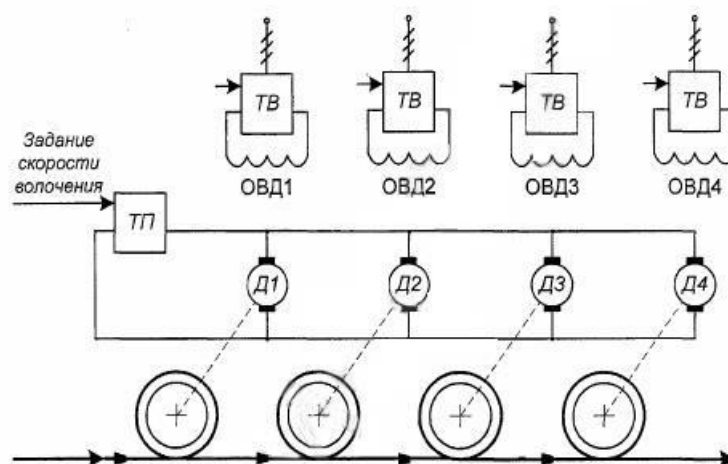 ТВ
ТВ
ТВ
ТВ
Задание
скорости
волочения
ОВД1
ОВД2
ОВД3
ОВД4
ТП
Д1
Д2
Д3
Д4